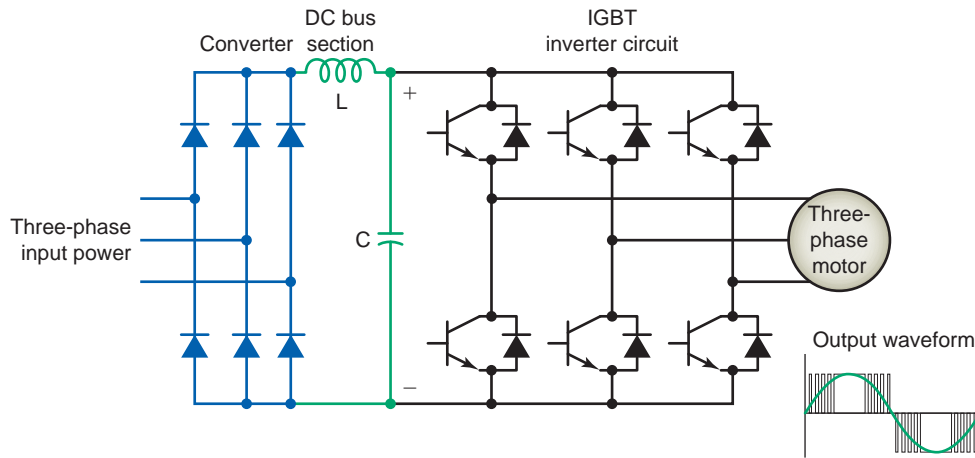 DC bus
section
IGBT
inverter circuit
Converter
L
+
Three-phase
input power
C
Three-
phase
motor
−
Output waveform